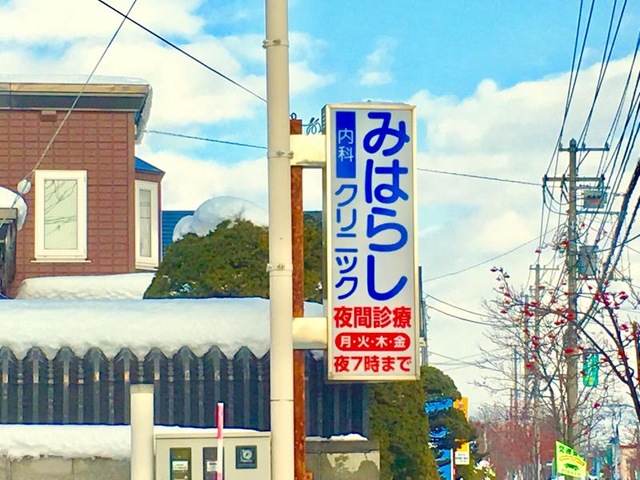 みはらし
内科
クリニック
夜間診療
月・火・木・金
夜7時まで